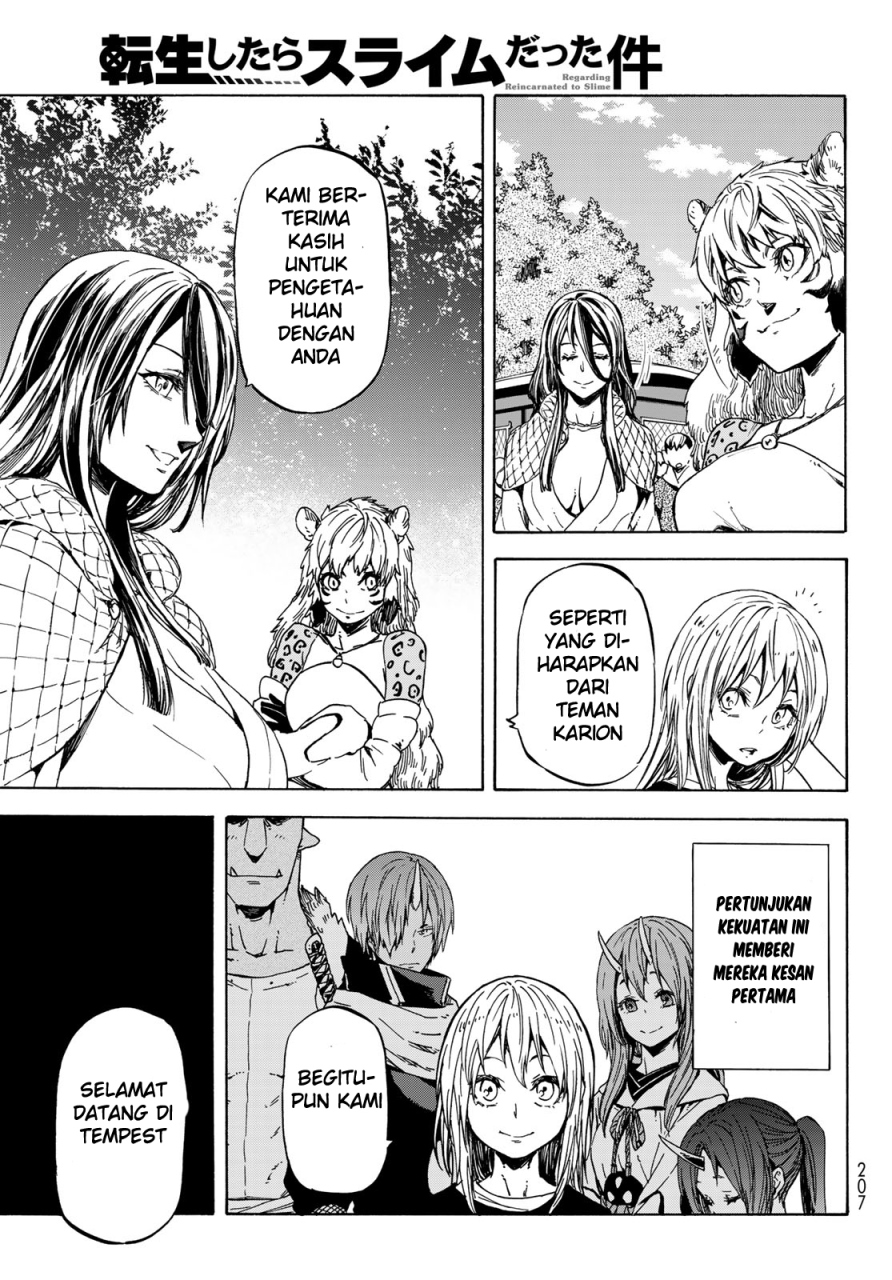 転生したらスライムだった件
Regarding
Reincarnated to Slime
SEPERTI
YANG DI-
HARAPKAN
DARI
TEMAN
KARION
KAMI BER-
TERIMA
KASIH
UNTUK
PENGETA-
HUAN
DENGAN
ANDA
PERTUNJUKAN
KEKUATAN INI
MEMBERI
MEREKA KESAN
PERTAMA
BEGITU-
PUN KAMI
SELAMAT
DATANG DI
TEMPEST
207